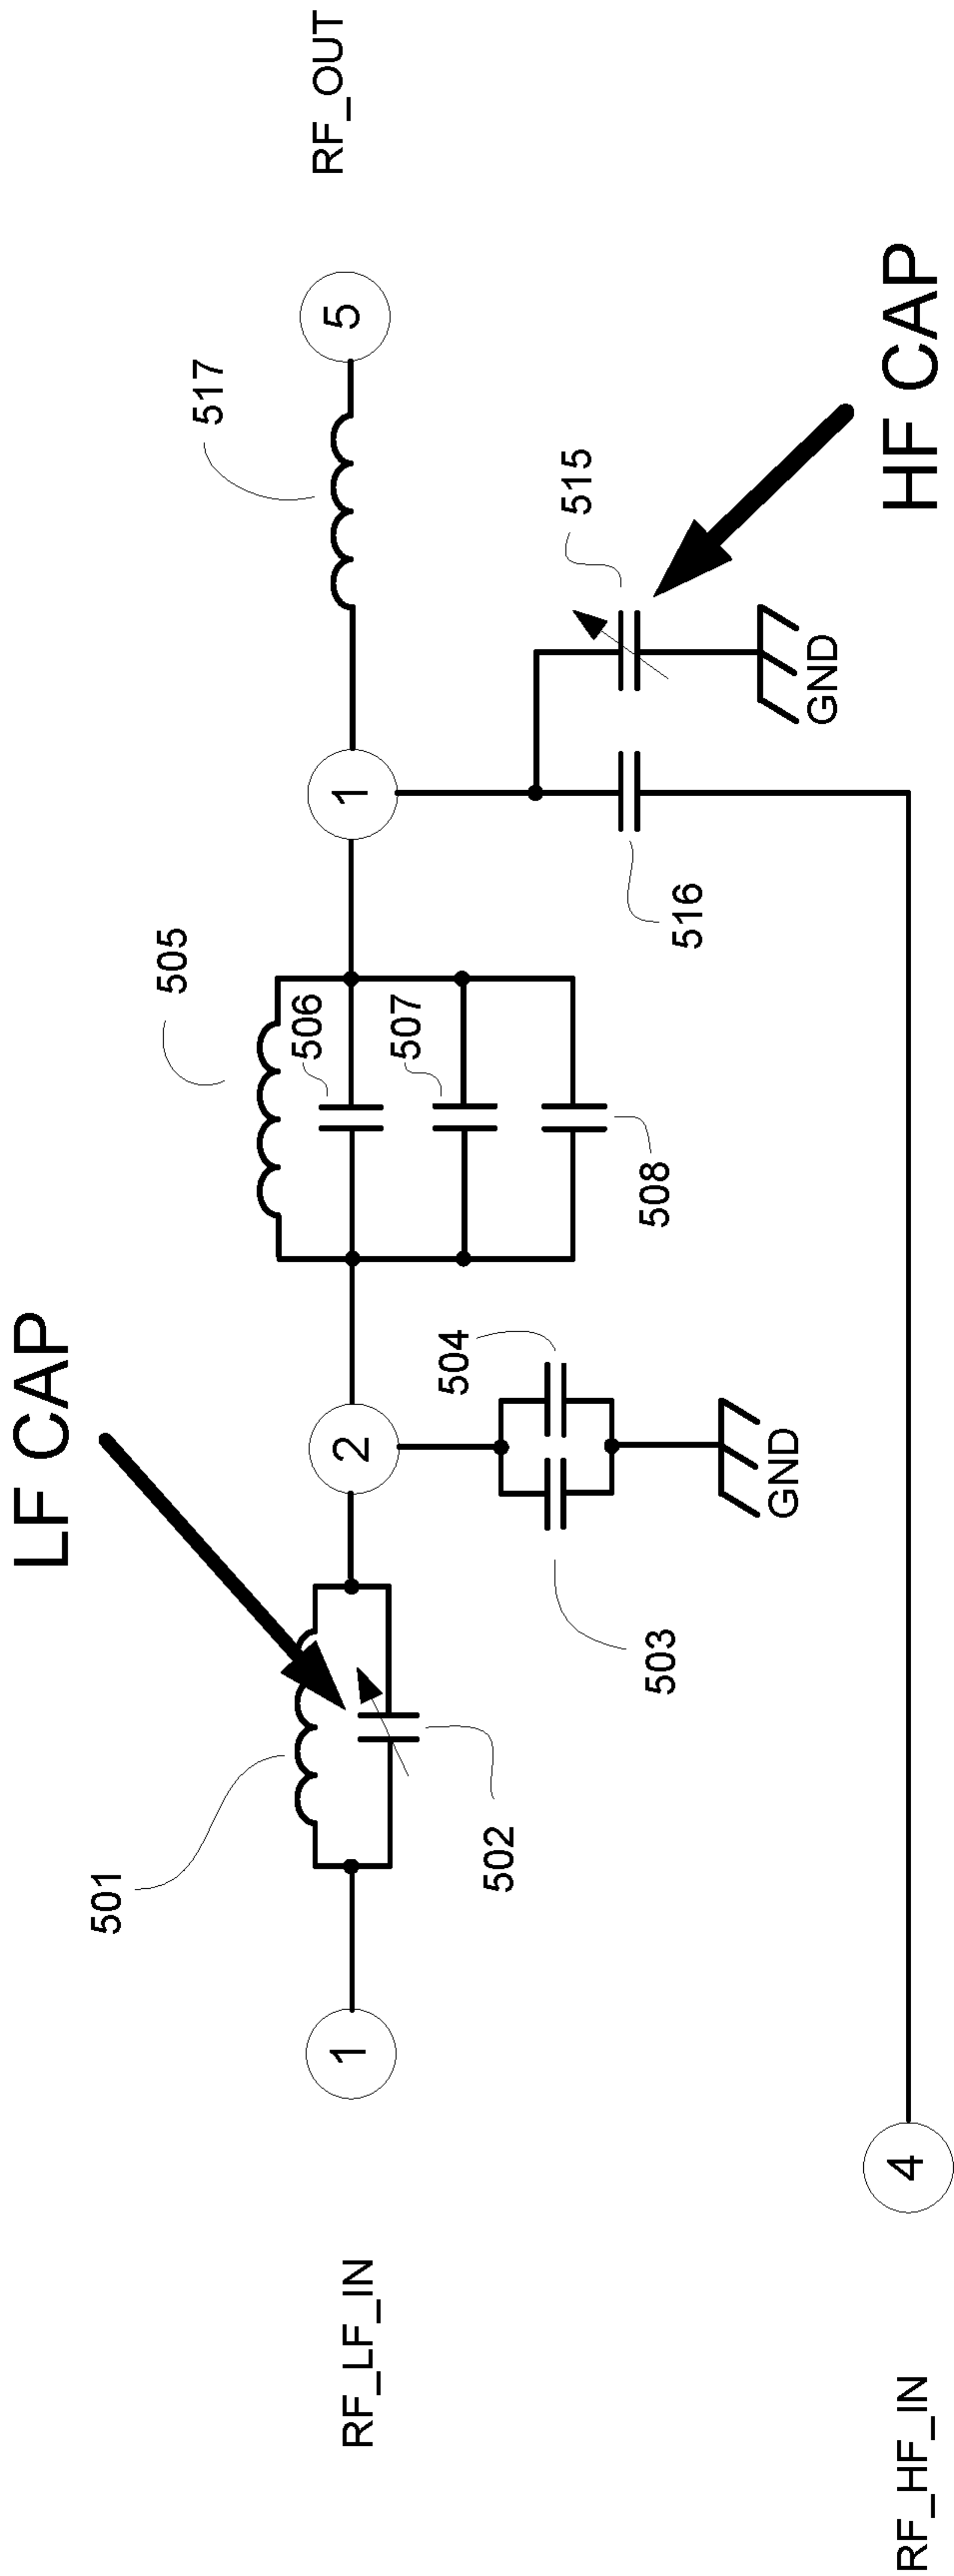 LF CAP
505
517
501
506
RF_LF_IN
1
2
1
5
RF_OUT
507
504
502
515
503
508
516
GND
GND
HF CAP
4
RF_HF_IN